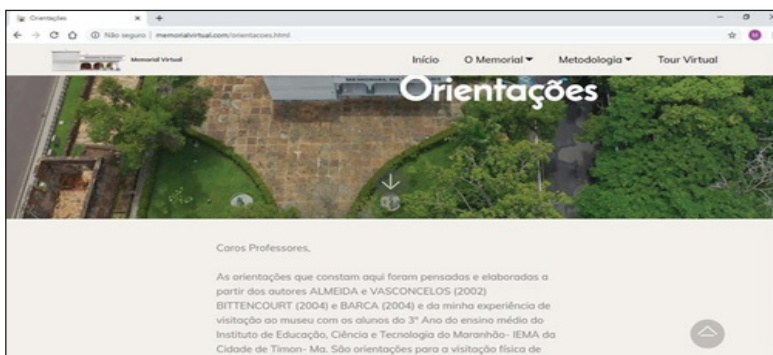 Orientações
Não seguro | memorialvirtual.com/orientacoes.html
M
Memorial Virtual
Início O Memorial Metodologia Tour Virtual
Orientações
Caros Professores,
As orientações que constam aqui foram pensadas e elaboradas a
partir dos autores ALMEIDA e VASCONCELOS (2002)
BITTENCOURT (2004) e BARCA (2004) e da minha experiência de
visitação ao museu com os alunos do 3º Ano do ensino médio do
Instituto de Educação, Ciência e Tecnologia do Maranhão- IEMA da
Cidade de Timon- Ma. São orientações para a visitação física de